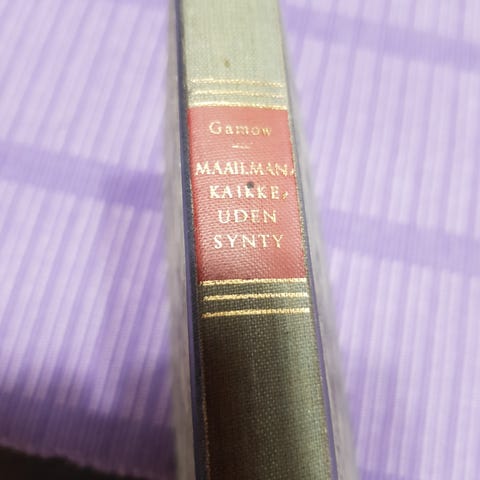 Gamow
MAAILMAN-
KAIKKE-
UDEN
SYNTY